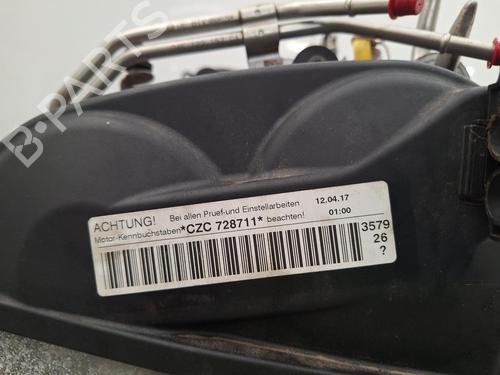 B-PARTS
ACHTUNG! Bei allen Pruef-und Einstellarbeiten 12.04.17
Motor-Kennbuchstaben *CZC 728711* beachten! 01:00
3579
26
?